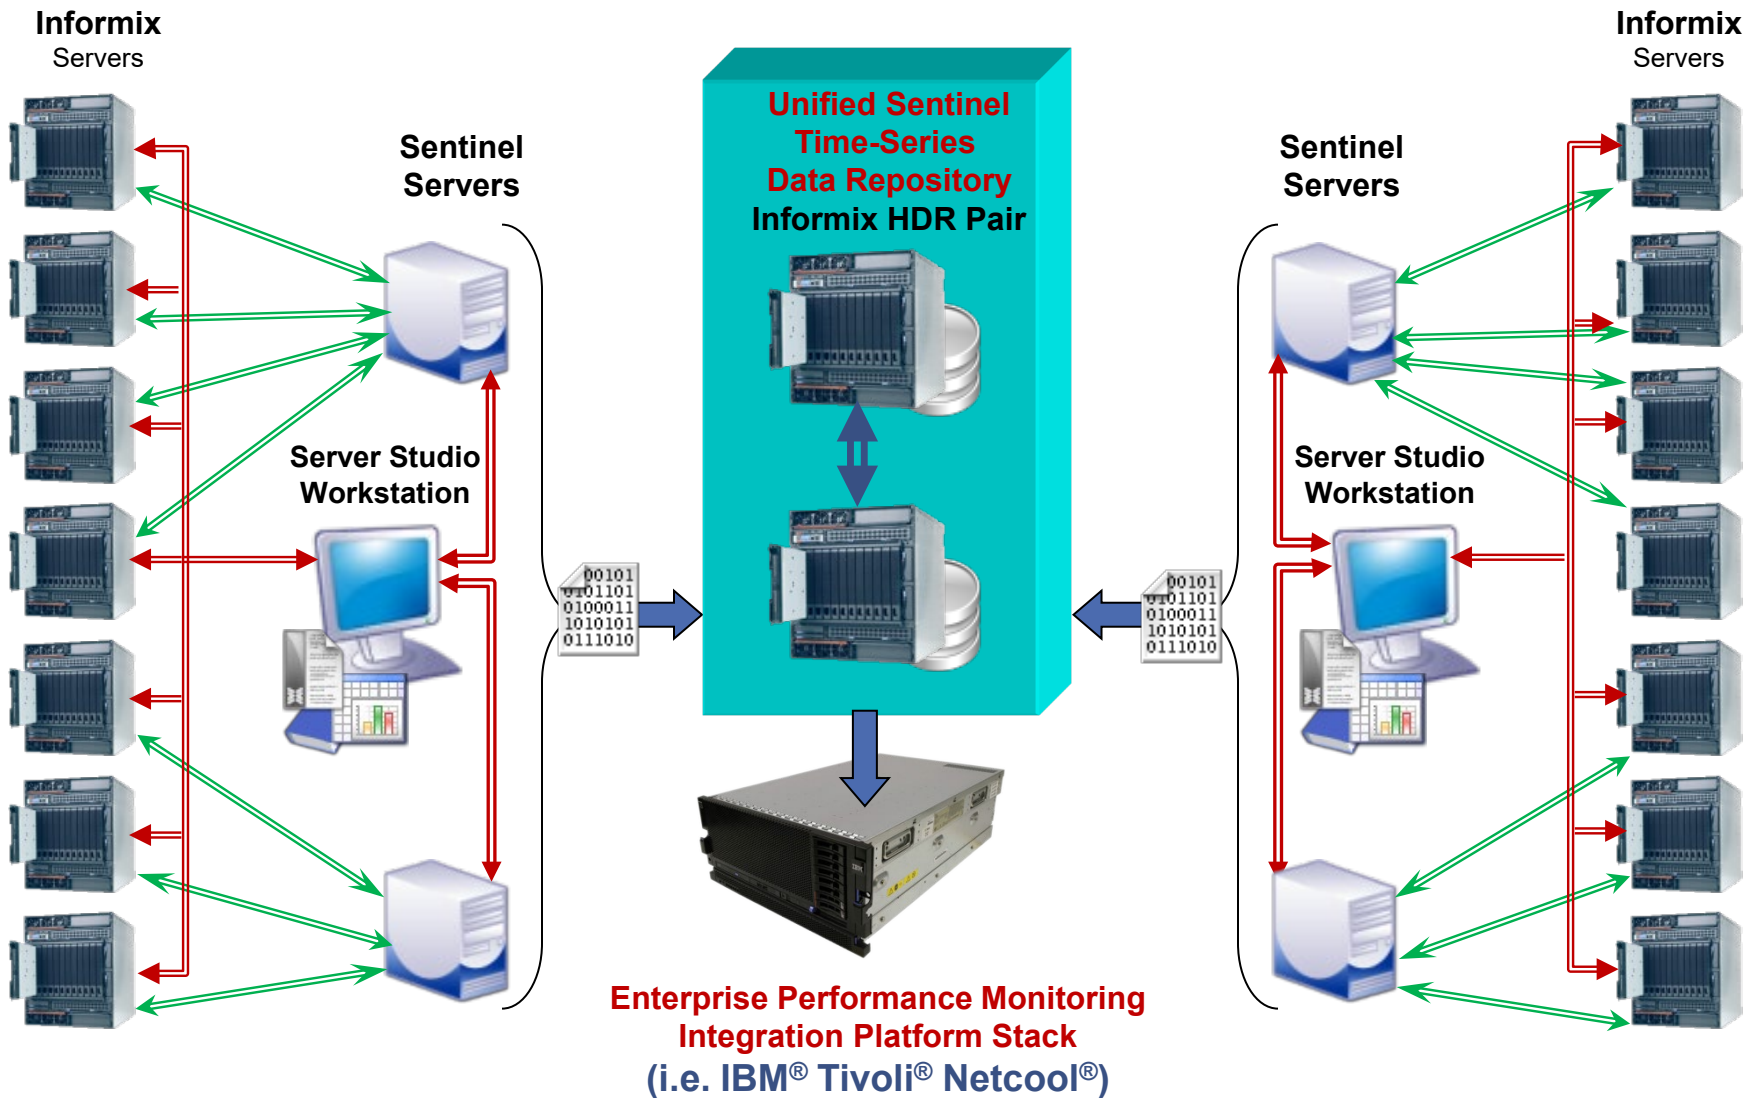 Informix
Servers
Informix
Servers
Unified Sentinel
Time-Series
Data Repository
Informix HDR Pair
Sentinel
Servers
Sentinel
Servers
Server Studio
Workstation
Server Studio
Workstation
00101
0101101
0100011
1010101
0111010
00101
0101101
0100011
1010101
0111010
Enterprise Performance Monitoring
Integration Platform Stack
(i.e. IBM® Tivoli® Netcool®)